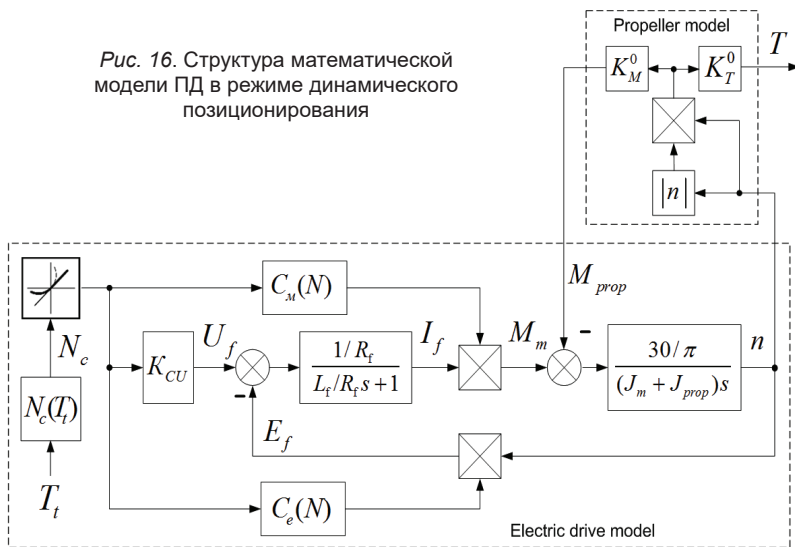 Рис. 16. Структура математической
модели ПД в режиме динамического
позиционирования
Propeller model
T
K_M^0
K_T^0
|n|
M_prop
C_м(N)
N_c
U_f
I_f
M_m
n
K_CU
1/R_f
L_f/R_f s+1
30/π
(J_m + J_prop)s
N_c(T_t)
E_f
T_t
C_e(N)
Electric drive model